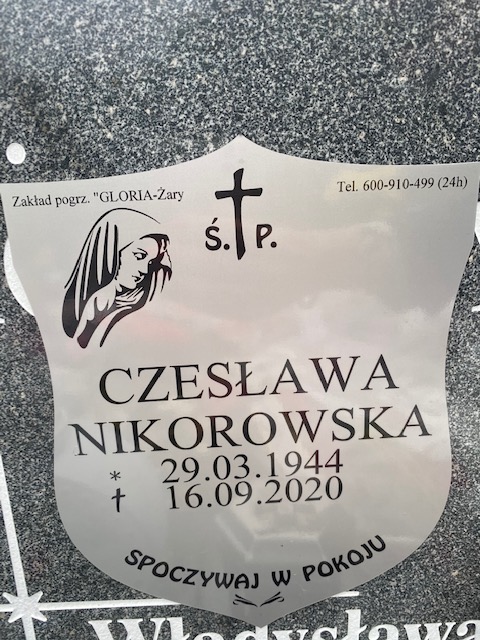 Zakład pogrz. "GLORIA-Żary
Tel. 600-910-499 (24h)
Ś. P.
CZESŁAWA
NIKOROWSKA
* 29.03.1944
† 16.09.2020
SPOCZYWAJ W POKOJU
Władysława